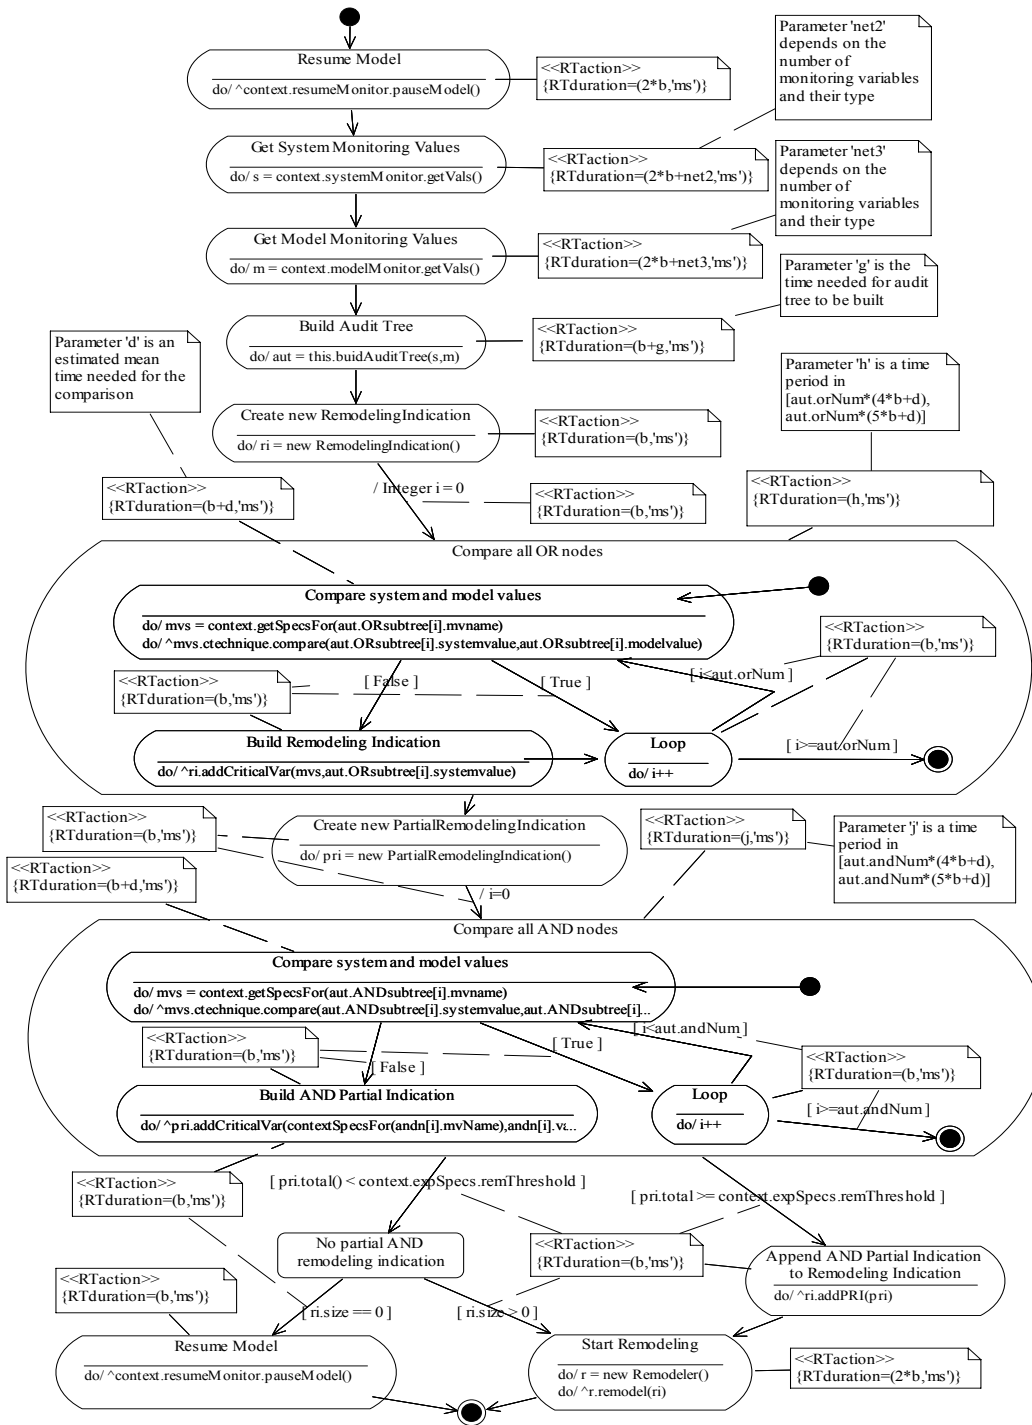 Parameter 'net2'
depends on the
number of
monitoring variables
and their type
Resume Model
do/ ^context.resumeMonitor.pauseModel()
<<RTaction>>
{RTduration=(2*b,'ms')}
Get System Monitoring Values
do/ s = context.systemMonitor.getVals()
<<RTaction>>
{RTduration=(2*b+net2,'ms')}
Parameter 'net3'
depends on the
number of
monitoring variables
and their type
Get Model Monitoring Values
do/ m = context.modelMonitor.getVals()
<<RTaction>>
{RTduration=(2*b+net3,'ms')}
Parameter 'g' is the
time needed for audit
tree to be built
Build Audit Tree
do/ aut = this.buidAuditTree(s,m)
<<RTaction>>
{RTduration=(b+g,'ms')}
Parameter 'd' is an
estimated mean
time needed for the
comparison
Parameter 'h' is a time
period in
[aut.orNum*(4*b+d),
aut.orNum*(5*b+d)]
Create new RemodelingIndication
do/ ri = new RemodelingIndication()
<<RTaction>>
{RTduration=(b,'ms')}
<<RTaction>>
{RTduration=(b+d,'ms')}
/ Integer i = 0
<<RTaction>>
{RTduration=(b,'ms')}
<<RTaction>>
{RTduration=(h,'ms')}
Compare all OR nodes
Compare system and model values
do/ mvs = context.getSpecsFor(aut.ORsubtree[i].mvname)
do/ ^mvs.ctechnique.compare(aut.ORsubtree[i].systemvalue,aut.ORsubtree[i].modelvalue)
<<RTaction>>
{RTduration=(b,'ms')}
<<RTaction>>
{RTduration=(b,'ms')}
[ False ]
[ True ]
[ i<aut.orNum ]
Build Remodeling Indication
do/ ^ri.addCriticalVar(mvs,aut.ORsubtree[i].systemvalue)
Loop
do/ i++
[ i>=aut.orNum ]
<<RTaction>>
{RTduration=(b,'ms')}
Create new PartialRemodelingIndication
do/ pri = new PartialRemodelingIndication()
<<RTaction>>
{RTduration=(j,'ms')}
Parameter 'j' is a time
period in
[aut.andNum*(4*b+d),
aut.andNum*(5*b+d)]
<<RTaction>>
{RTduration=(b+d,'ms')}
/ i=0
Compare all AND nodes
Compare system and model values
do/ mvs = context.getSpecsFor(aut.ANDsubtree[i].mvname)
do/ ^mvs.ctechnique.compare(aut.ANDsubtree[i].systemvalue,aut.ANDsubtree[i]...
<<RTaction>>
{RTduration=(b,'ms')}
[ False ]
[ True ]
[ i<aut.andNum ]
<<RTaction>>
{RTduration=(b,'ms')}
Build AND Partial Indication
do/ ^pri.addCriticalVar(contextSpecsFor(andn[i].mvName),andn[i].va...
Loop
do/ i++
[ i>=aut.andNum ]
<<RTaction>>
{RTduration=(b,'ms')}
[ pri.total() < context.expSpecs.remThreshold ]
[ pri.total >= context.expSpecs.remThreshold ]
No partial AND
remodeling indication
<<RTaction>>
{RTduration=(b,'ms')}
Append AND Partial Indication
to Remodeling Indication
do/ ^ri.addPRI(pri)
<<RTaction>>
{RTduration=(b,'ms')}
[ ri.size == 0 ]
[ ri.size > 0 ]
Resume Model
do/ ^context.resumeMonitor.pauseModel()
Start Remodeling
do/ r = new Remodeler()
do/ ^r.remodel(ri)
<<RTaction>>
{RTduration=(2*b,'ms')}